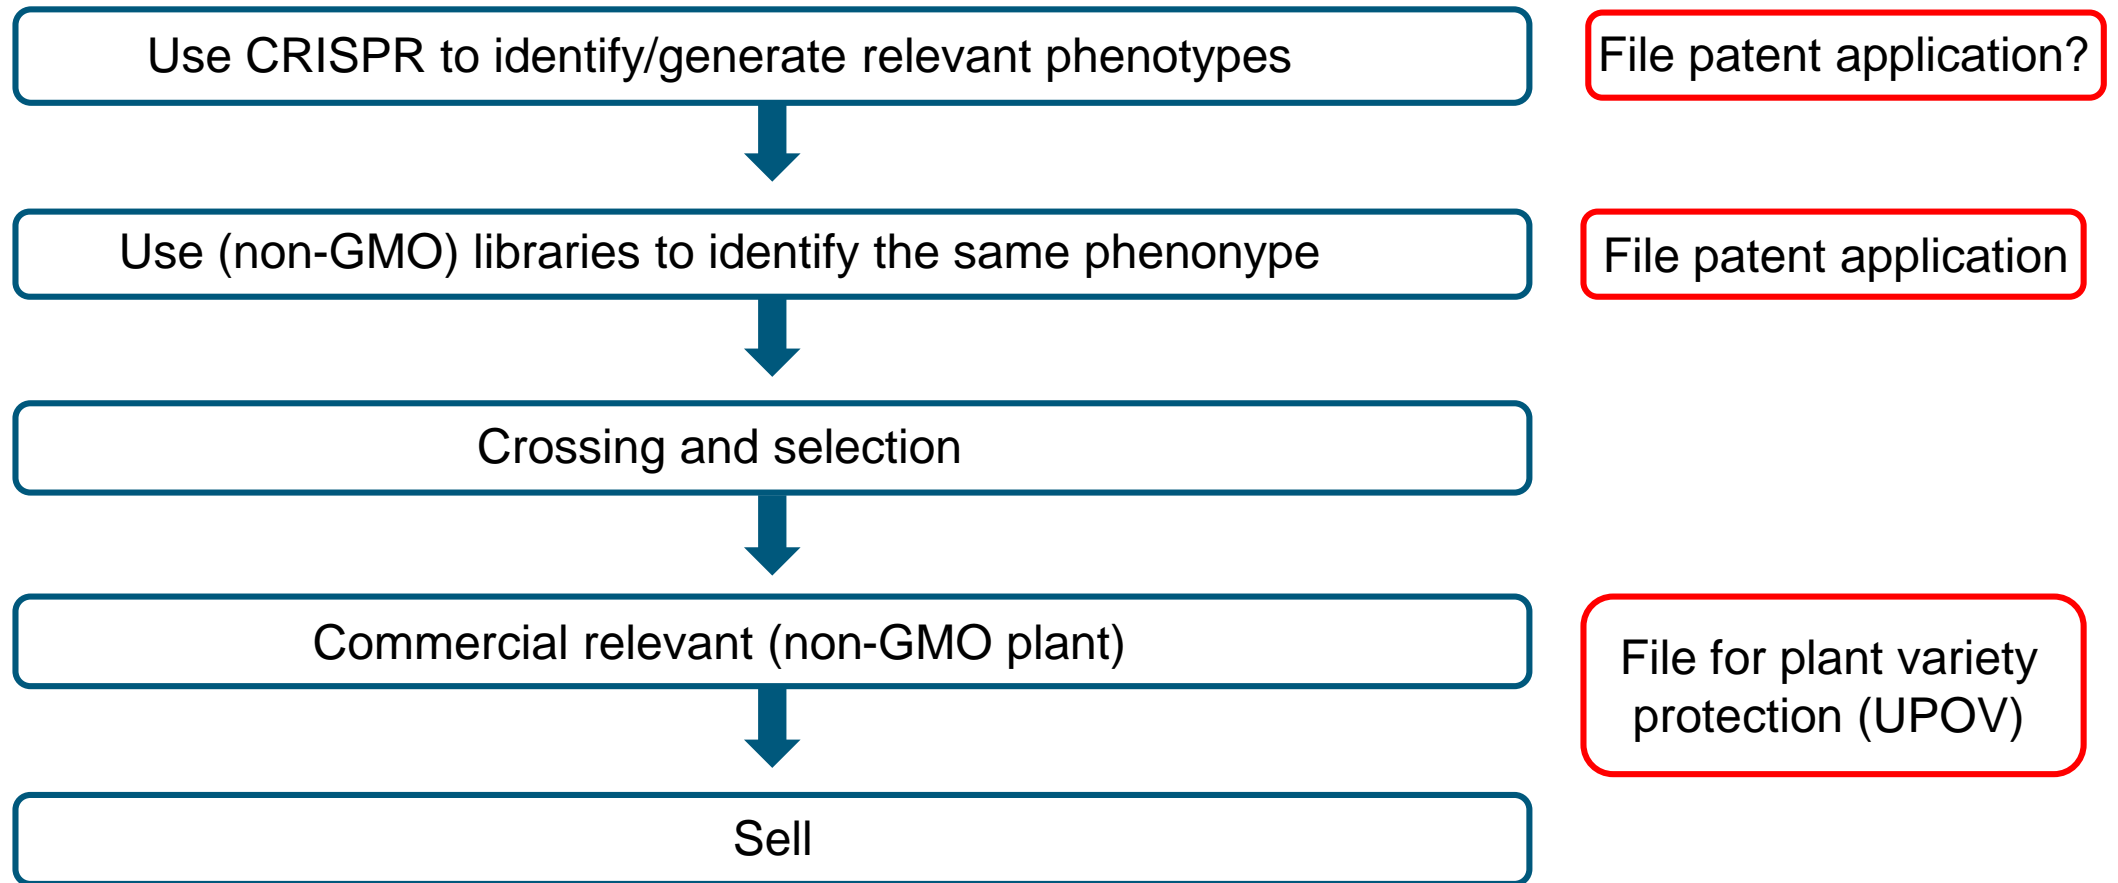 Use CRISPR to identify/generate relevant phenotypes
File patent application?
Use (non-GMO) libraries to identify the same phenonype
File patent application
Crossing and selection
Commercial relevant (non-GMO plant)
File for plant variety
protection (UPOV)
Sell